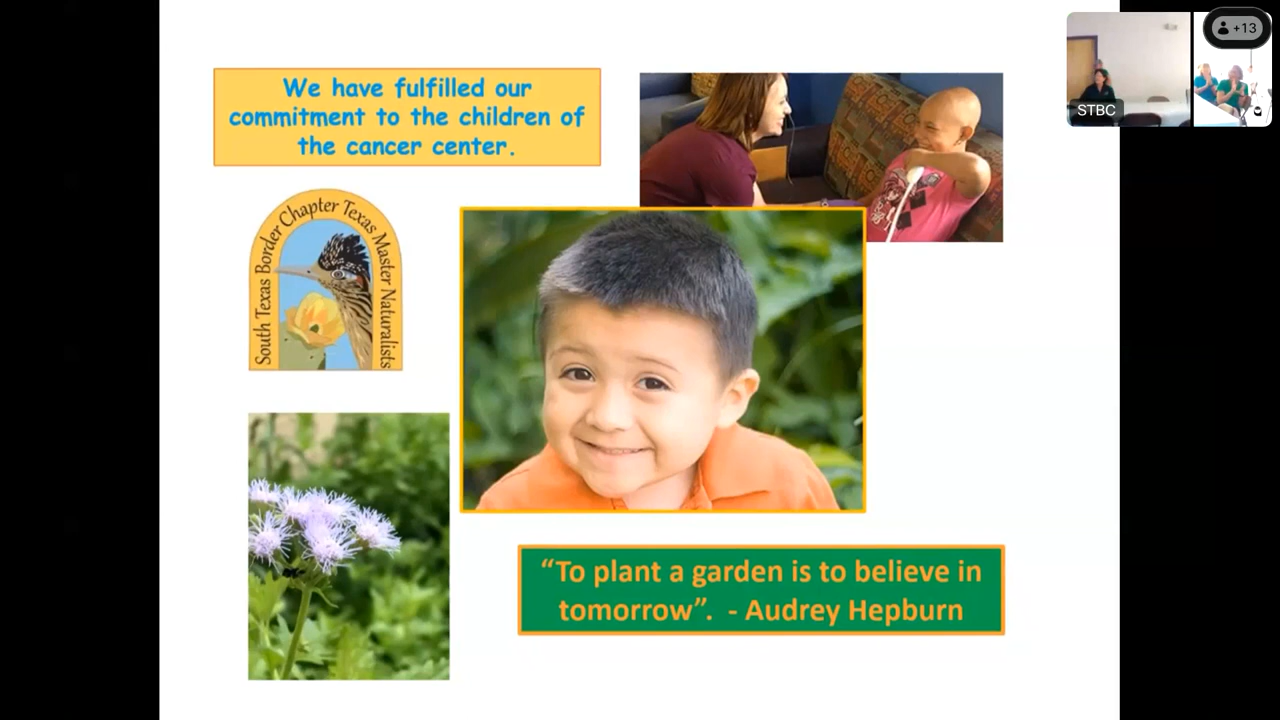 We have fulfilled our
commitment to the children of
the cancer center.
+13
STBC
South Texas Border Chapter Texas Master Naturalists
“To plant a garden is to believe in
tomorrow”.  - Audrey Hepburn